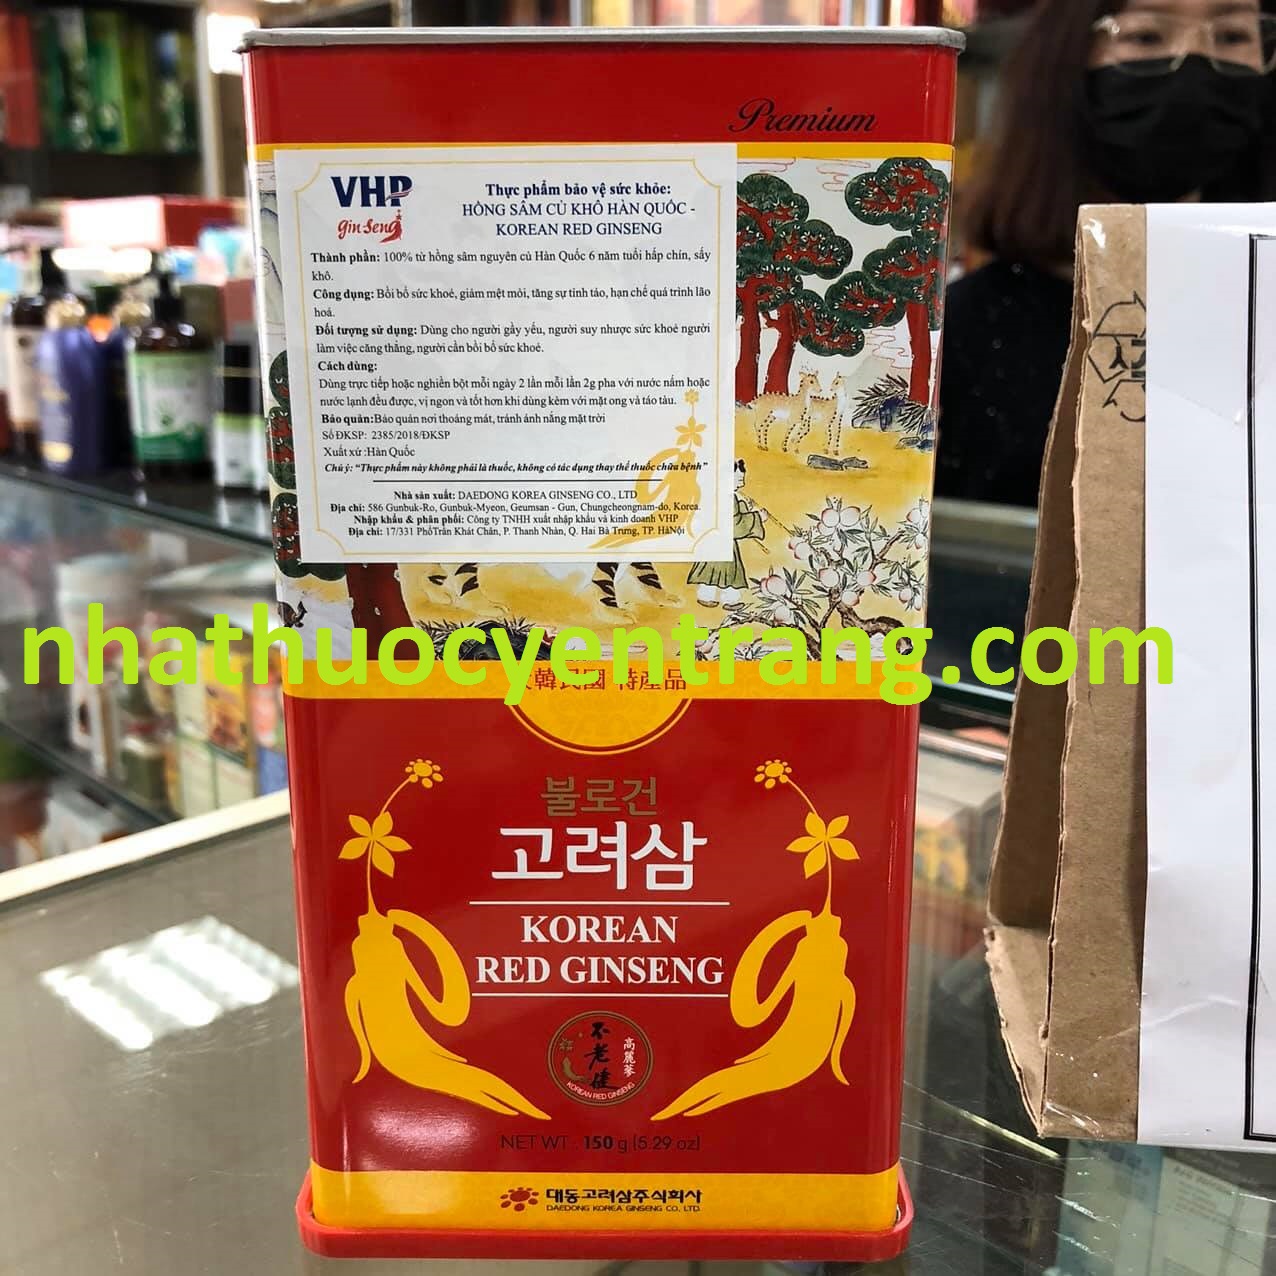 Premium
VHP
gin Seng
Thực phẩm bảo vệ sức khỏe:
HỒNG SÂM CỦ KHÔ HÀN QUỐC -
KOREAN RED GINSENG
Thành phần: 100% từ hồng sâm nguyên củ Hàn Quốc 6 năm tuổi hấp chín, sấy
khô.
Công dụng: Bồi bổ sức khoẻ, giảm mệt mỏi, tăng sự tỉnh táo, hạn chế quá trình lão
hoá.
Đối tượng sử dụng: Dùng cho người gầy yếu, người suy nhược sức khoẻ người
làm việc căng thẳng, người cần bồi bổ sức khoẻ.
Cách dùng:
Dùng trực tiếp hoặc nghiền bột mỗi ngày 2 lần mỗi lần 2g pha với nước nấm hoặc
nước lạnh đều được, vị ngon và tốt hơn khi dùng kèm với mật ong và táo tàu.
Bảo quản:Bảo quản nơi thoáng mát, tránh ánh nắng mặt trời
Số ĐKSP: 2385/2018/ĐKSP
Xuất xứ :Hàn Quốc
Chú ý: “Thực phẩm này không phải là thuốc, không có tác dụng thay thế thuốc chữa bệnh”
Nhà sản xuất: DAEDONG KOREA GINSENG CO., LTD
Địa chỉ: 586 Gunbuk-Ro, Gunbuk-Myeon, Geumsan - Gun, Chungcheongnam-do, Korea.
Nhập khẩu & phân phối: Công ty TNHH xuất nhập khẩu và kinh doanh VHP
Địa chỉ: 17/331 PhốTrần Khát Chân, P. Thanh Nhàn, Q. Hai Bà Trưng, TP. HàNội
nhathuocyentrang.com
韓民國 特產品
불로건
고려삼
KOREAN
RED GINSENG
不老健
高麗蔘
KOREAN RED GINSENG
NET WT : 150 g (5.29 oz)
대동고려삼주식회사
DAEDONG KOREA GINSENG CO., LTD.